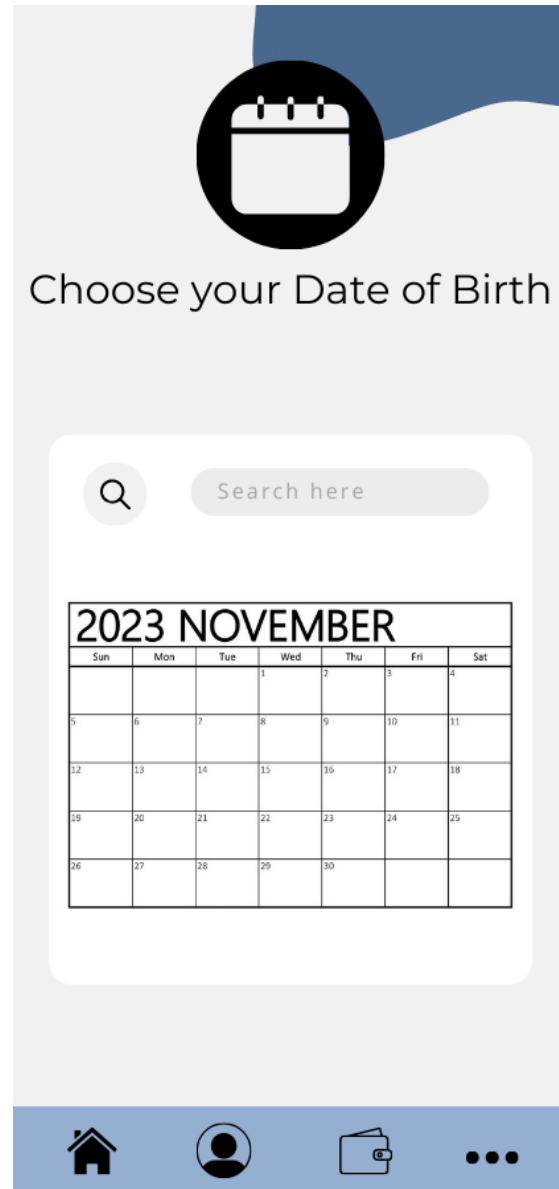 Choose your Date of Birth
Search here
2023 NOVEMBER
Sun Mon Tue Wed Thu Fri Sat
1 2 3 4
5 6 7 8 9 10 11
12 13 14 15 16 17 18
19 20 21 22 23 24 25
26 27 28 29 30